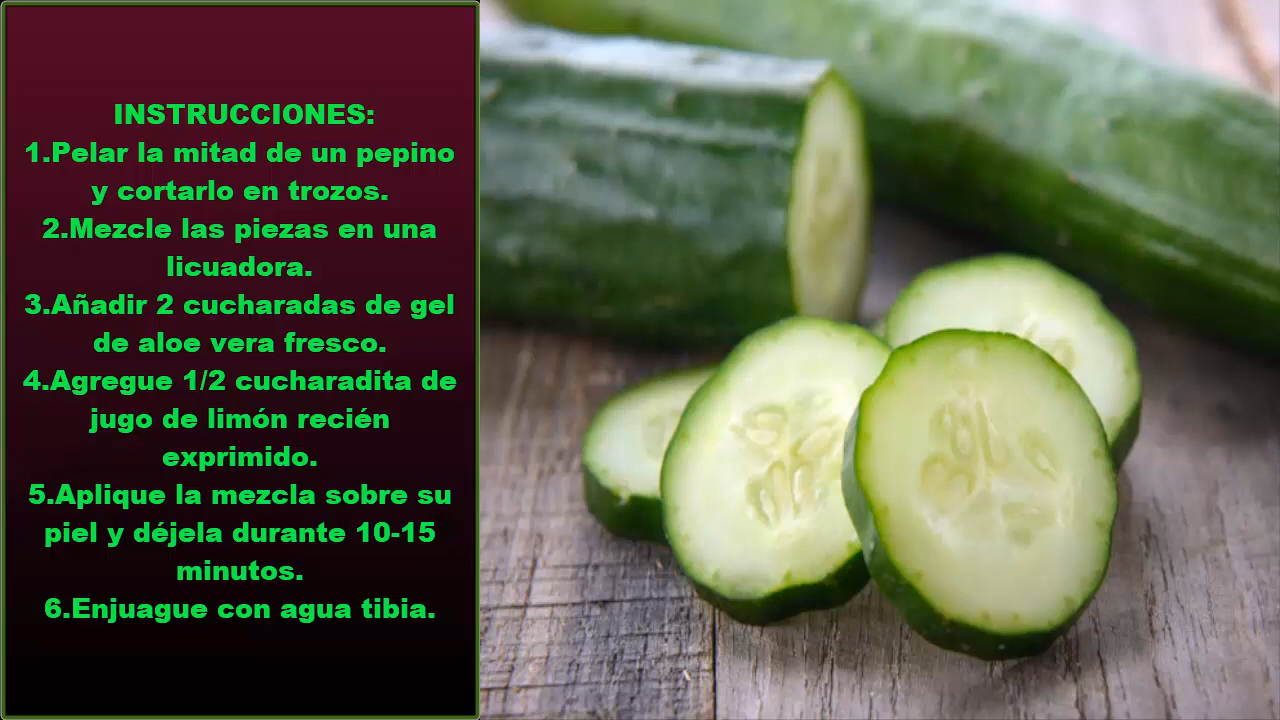 INSTRUCCIONES:
1.Pelar la mitad de un pepino
y cortarlo en trozos.
2.Mezcle las piezas en una
licuadora.
3.Añadir 2 cucharadas de gel
de aloe vera fresco.
4.Agregue 1/2 cucharadita de
jugo de limón recién
exprimido.
5.Aplique la mezcla sobre su
piel y déjela durante 10-15
minutos.
6.Enjuague con agua tibia.